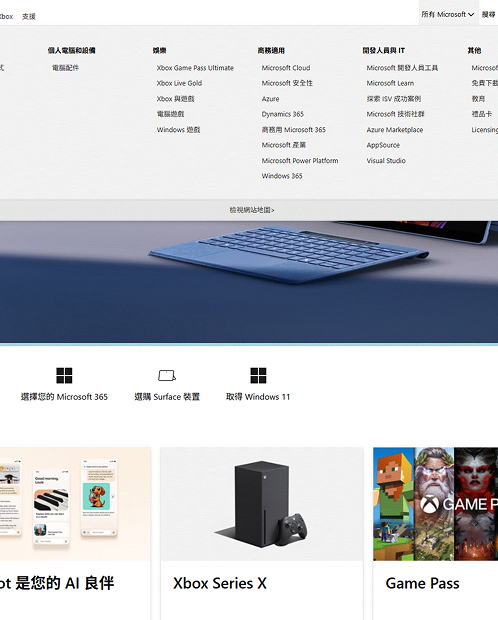 Xbox 支援
所有 Microsoft
搜尋
個人電腦和設備
電腦配件
娛樂
Xbox Game Pass Ultimate
Xbox Live Gold
Xbox 與遊戲
電腦遊戲
Windows 遊戲
商務適用
Microsoft Cloud
Microsoft 安全性
Azure
Dynamics 365
商務用 Microsoft 365
Microsoft 產業
Microsoft Power Platform
Windows 365
開發人員與 IT
Microsoft 開發人員工具
Microsoft Learn
探索 ISV 成功案例
Microsoft 技術社群
Azure Marketplace
AppSource
Visual Studio
其他
免費下載
教育
禮品卡
Licensing
檢視網站地圖>
選擇您的 Microsoft 365
選購 Surface 裝置
取得 Windows 11
Good morning,
Louis
XBOX GAME P
ot 是您的 AI 良伴
Xbox Series X
Game Pass